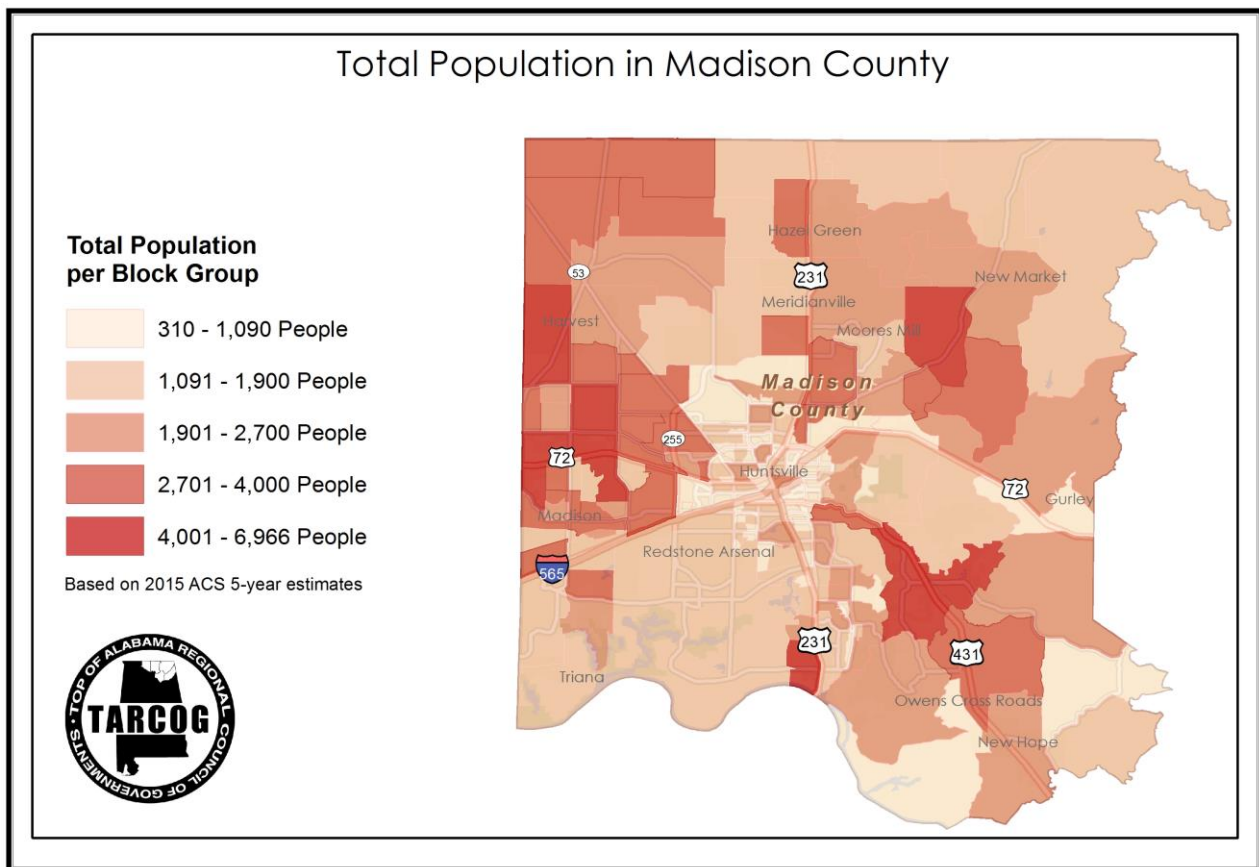 Total Population in Madison County
Total Population
per Block Group
310 - 1,090 People
1,091 - 1,900 People
1,901 - 2,700 People
2,701 - 4,000 People
4,001 - 6,966 People
Based on 2015 ACS 5-year estimates
TOP OF ALABAMA REGIONAL COUNCIL OF GOVERNMENTS
TARCOG
Hazel Green
53
231
New Market
Meridianville
Harvest
Moores Mill
Madison
County
255
72
Huntsville
72
Gurley
Madison
Redstone Arsenal
565
231
431
Triana
Owens Cross Roads
New Hope